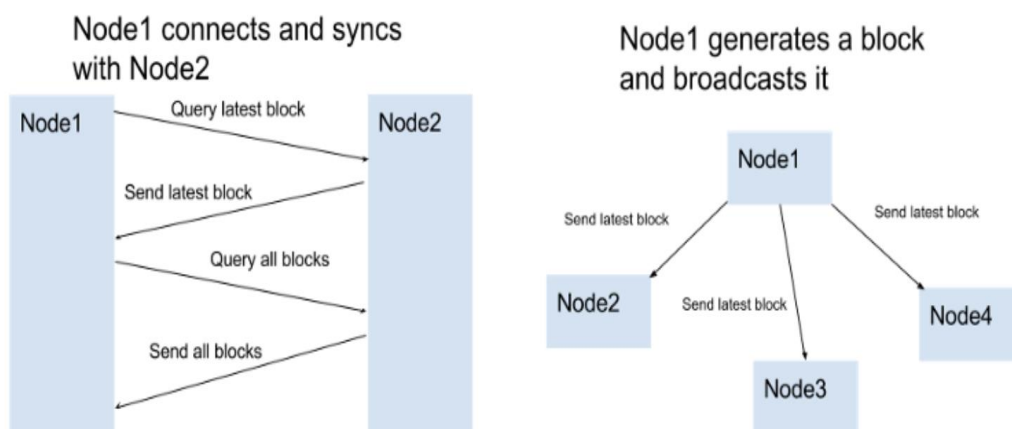 Node1 connects and syncs
with Node2
Node1
Query latest block
Node2
Send latest block
Query all blocks
Send all blocks
Node1 generates a block
and broadcasts it
Node1
Send latest block
Send latest block
Node2
Send latest block
Node4
Node3